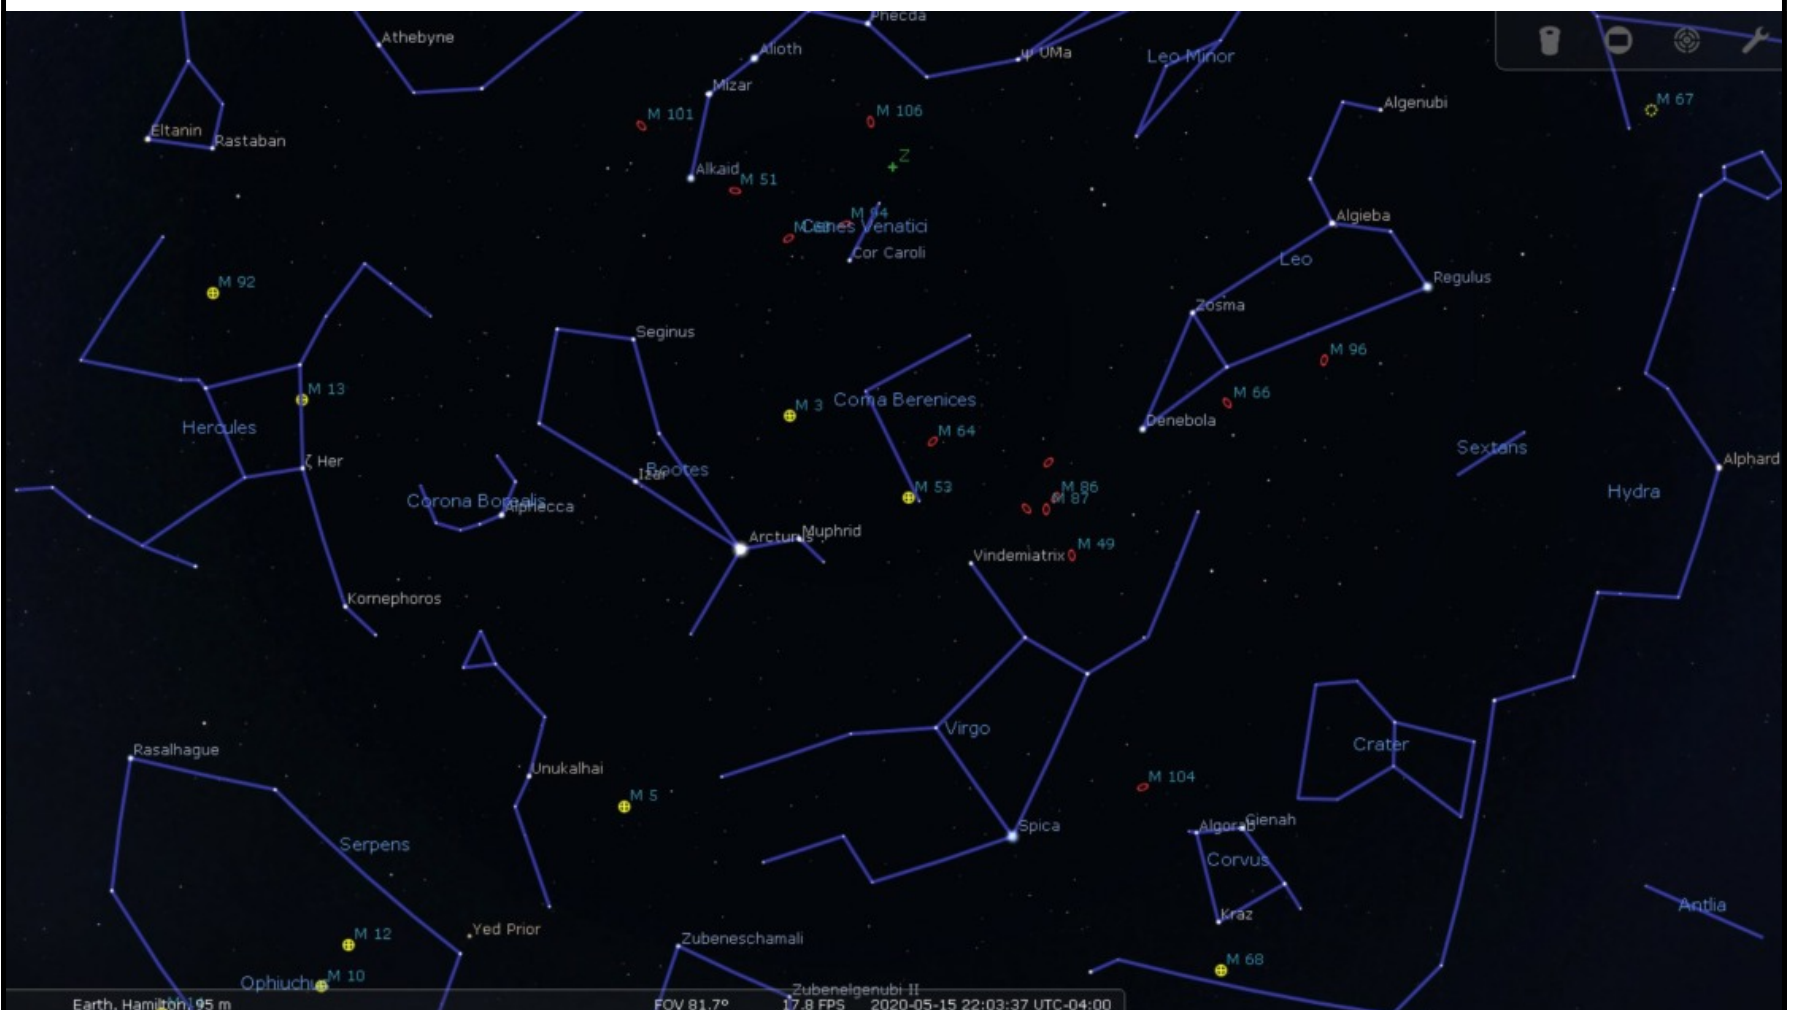 Phecda
Athebyne
Alioth
ψ UMa
Leo Minor
Mizar
M 67
Algenubi
M 101
M 106
Eltanin
Rastaban
Z
Alkaid
M 51
M 94
Algieba
Canes Venatici
Cor Caroli
Leo
Regulus
M 92
Zosma
Seginus
M 96
M 13
M 3
Coma Berenices
M 66
Hercules
Denebola
M 64
Sextans
ζ Her
Alphard
Izar
Bootes
M 53
M 86
M 87
Hydra
Corona Borealis
Alphecca
Arcturus
Muphrid
M 49
Vindemiatrix
Kornephoros
Virgo
Rasalhague
Crater
Unukalhai
M 104
M 5
Spica
Algorab
Gienah
Serpens
Corvus
Antlia
Kraz
Yed Prior
M 12
Zubeneschamali
M 68
Ophiuchus
M 10
Zubenelgenubi II
Earth, Hamilton, 95 m
FOV 81.7°
17.8 FPS
2020-05-15 22:03:37 UTC-04:00